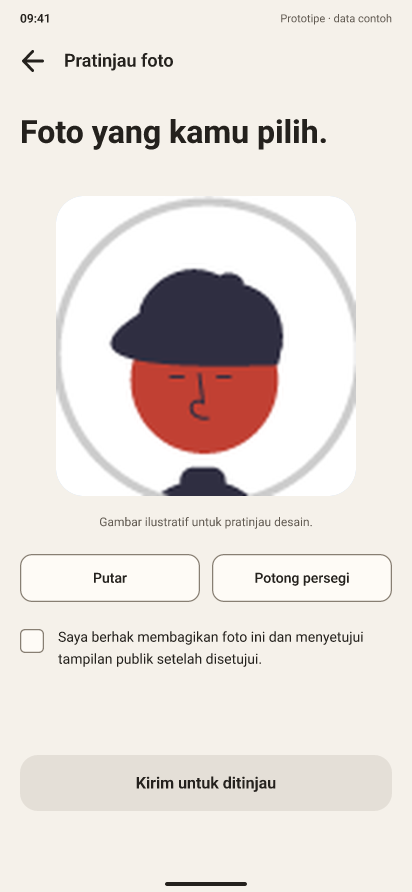 09:41
Prototipe · data contoh
Pratinjau foto
Foto yang kamu pilih.
Gambar ilustratif untuk pratinjau desain.
Putar
Potong persegi
Saya berhak membagikan foto ini dan menyetujui
tampilan publik setelah disetujui.
Kirim untuk ditinjau